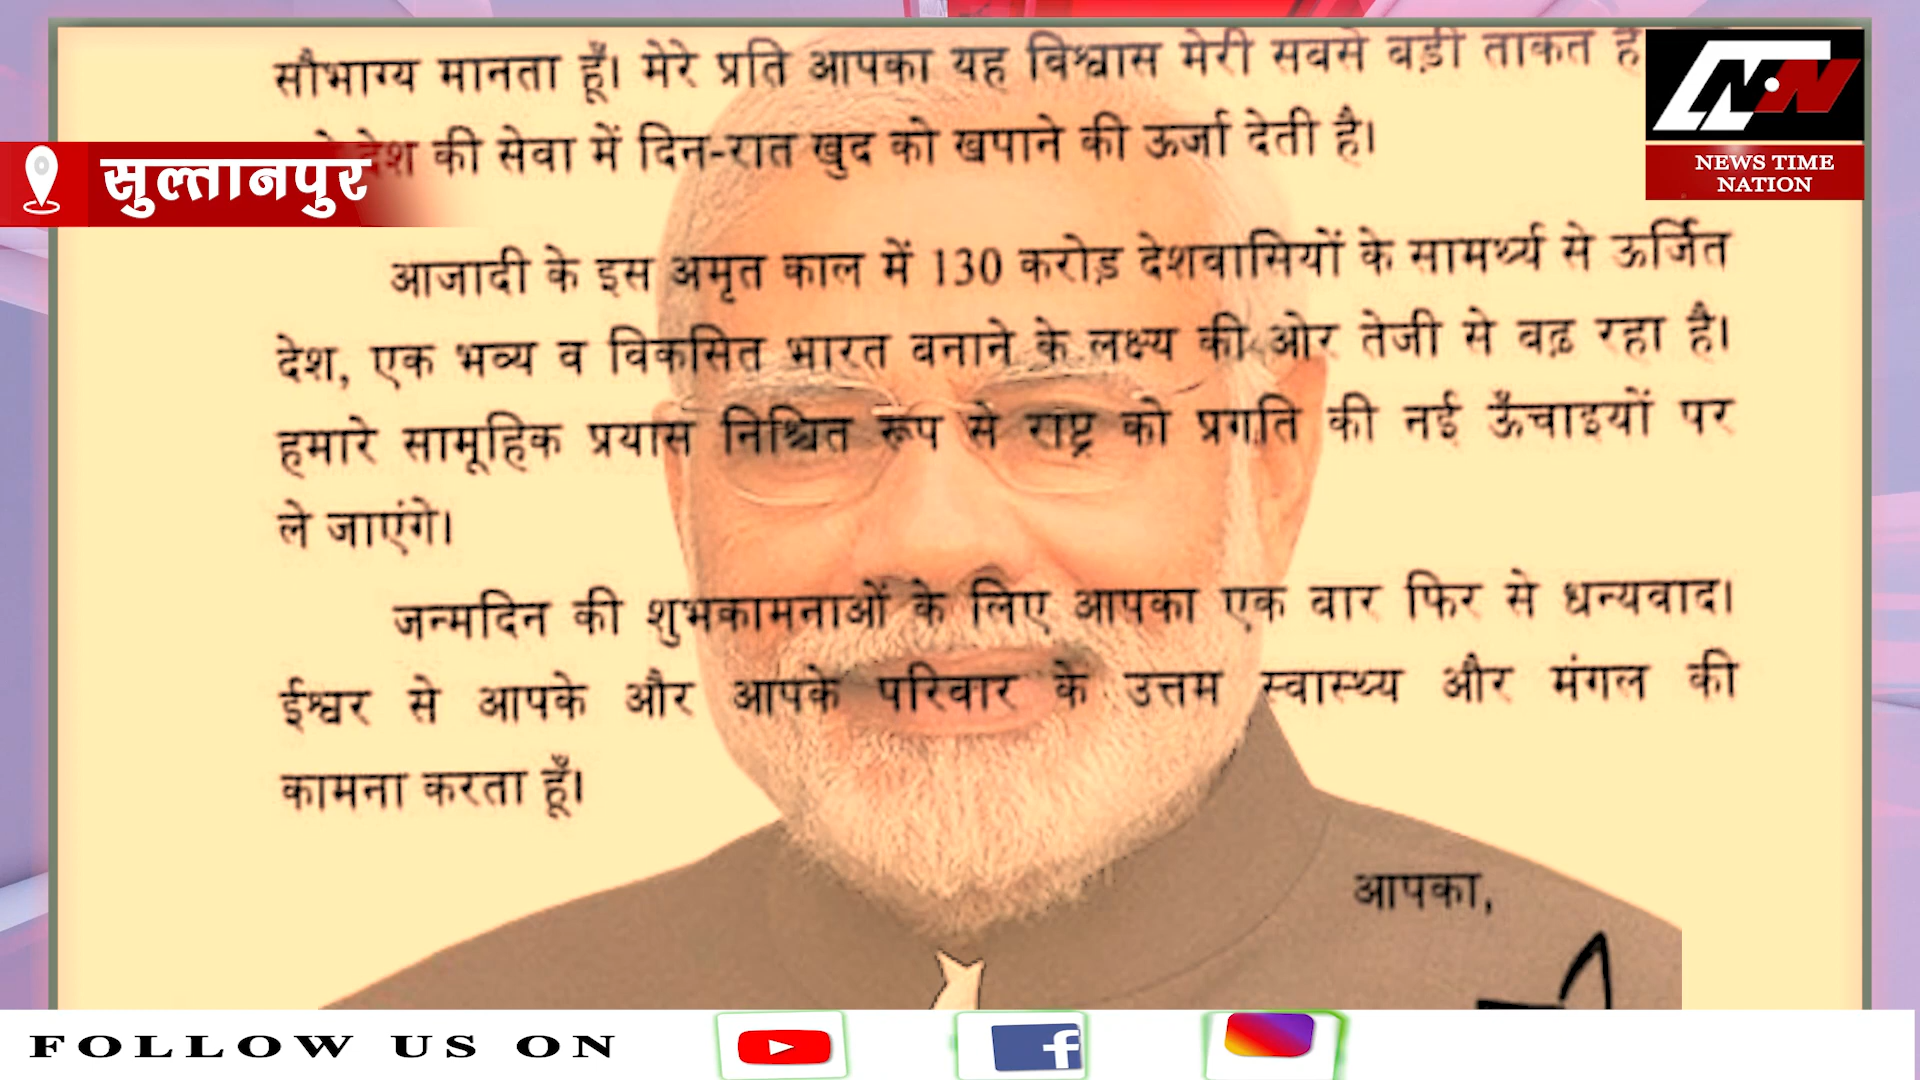 सौभाग्य मानता हूँ। मेरे प्रति आपका यह विश्वास मेरी सबसे बड़ी ताकत है
देश की सेवा में दिन-रात खुद को खपाने की ऊर्जा देती है।
सुल्तानपुर
NEWS TIME
NATION
आजादी के इस अमृत काल में 130 करोड़ देशवासियों के सामर्थ्य से ऊर्जित
देश, एक भव्य व विकसित भारत बनाने के लक्ष्य की ओर तेजी से बढ़ रहा है।
हमारे सामूहिक प्रयास निश्चित रूप से राष्ट्र को प्रगति की नई ऊँचाइयों पर
ले जाएंगे।
जन्मदिन की शुभकामनाओं के लिए आपका एक बार फिर से धन्यवाद।
ईश्वर से आपके और आपके परिवार के उत्तम स्वास्थ्य और मंगल की
कामना करता हूँ।
आपका,
FOLLOW US ON